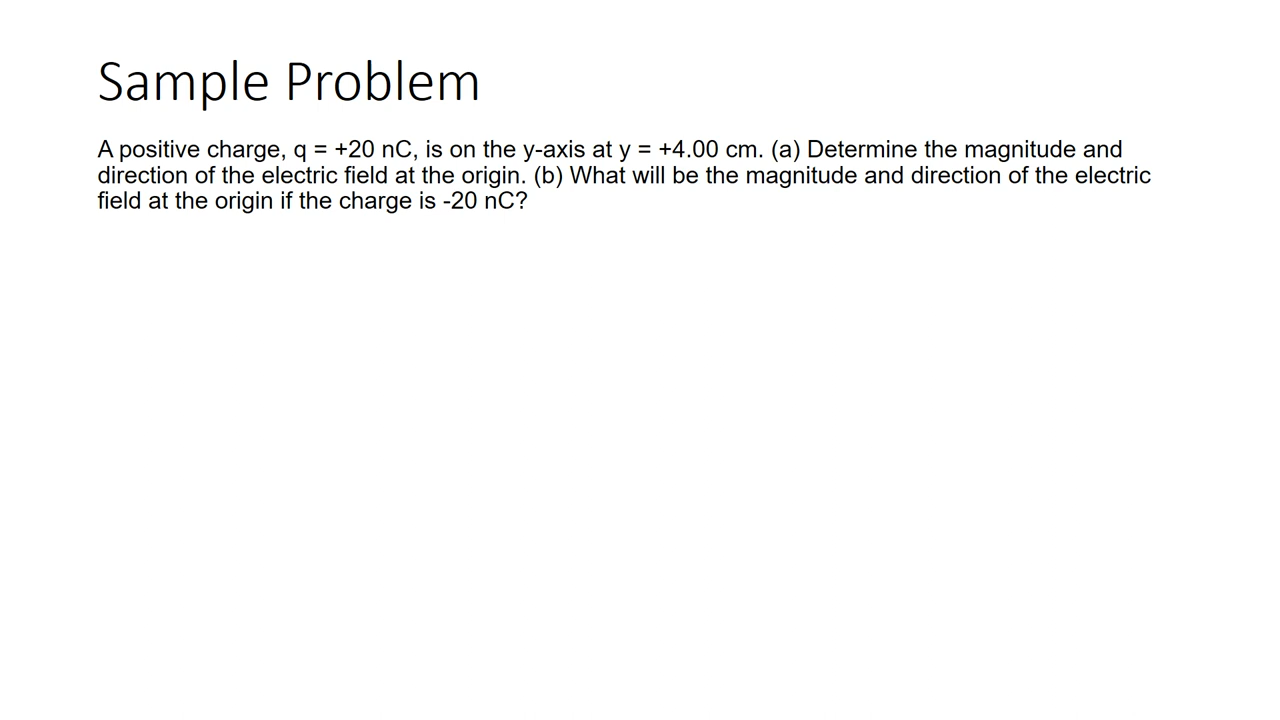 Sample Problem
A positive charge, q = +20 nC, is on the y-axis at y = +4.00 cm. (a) Determine the magnitude and
direction of the electric field at the origin. (b) What will be the magnitude and direction of the electric
field at the origin if the charge is -20 nC?